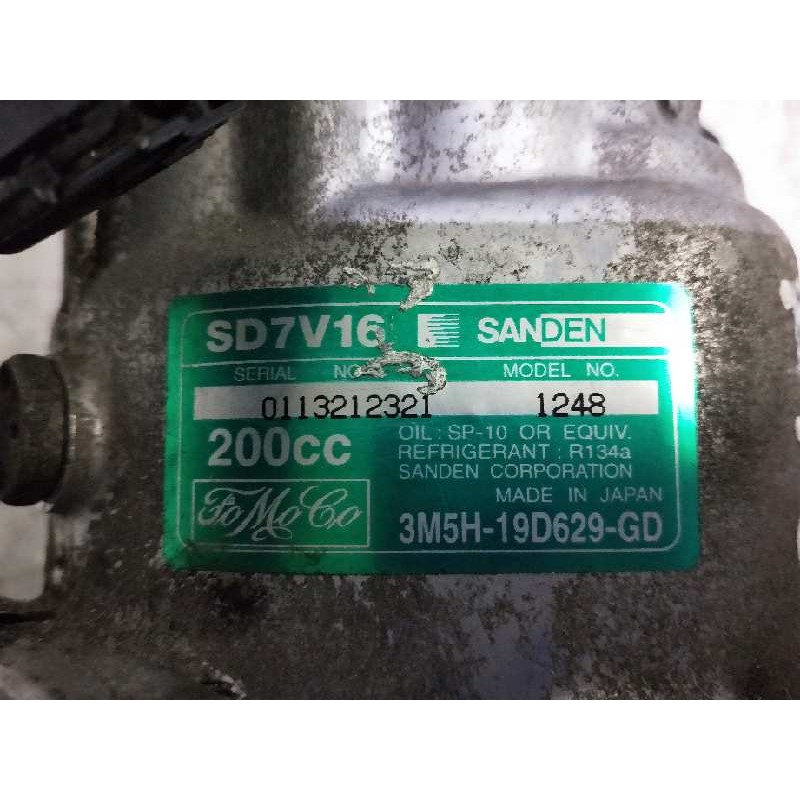 SD7V16 SANDEN
SERIAL NO. MODEL NO.
0113212321 1248
200cc OIL : SP-10 OR EQUIV.
REFRIGERANT : R134a
SANDEN CORPORATION
MADE IN JAPAN
FoMoCo 3M5H-19D629-GD